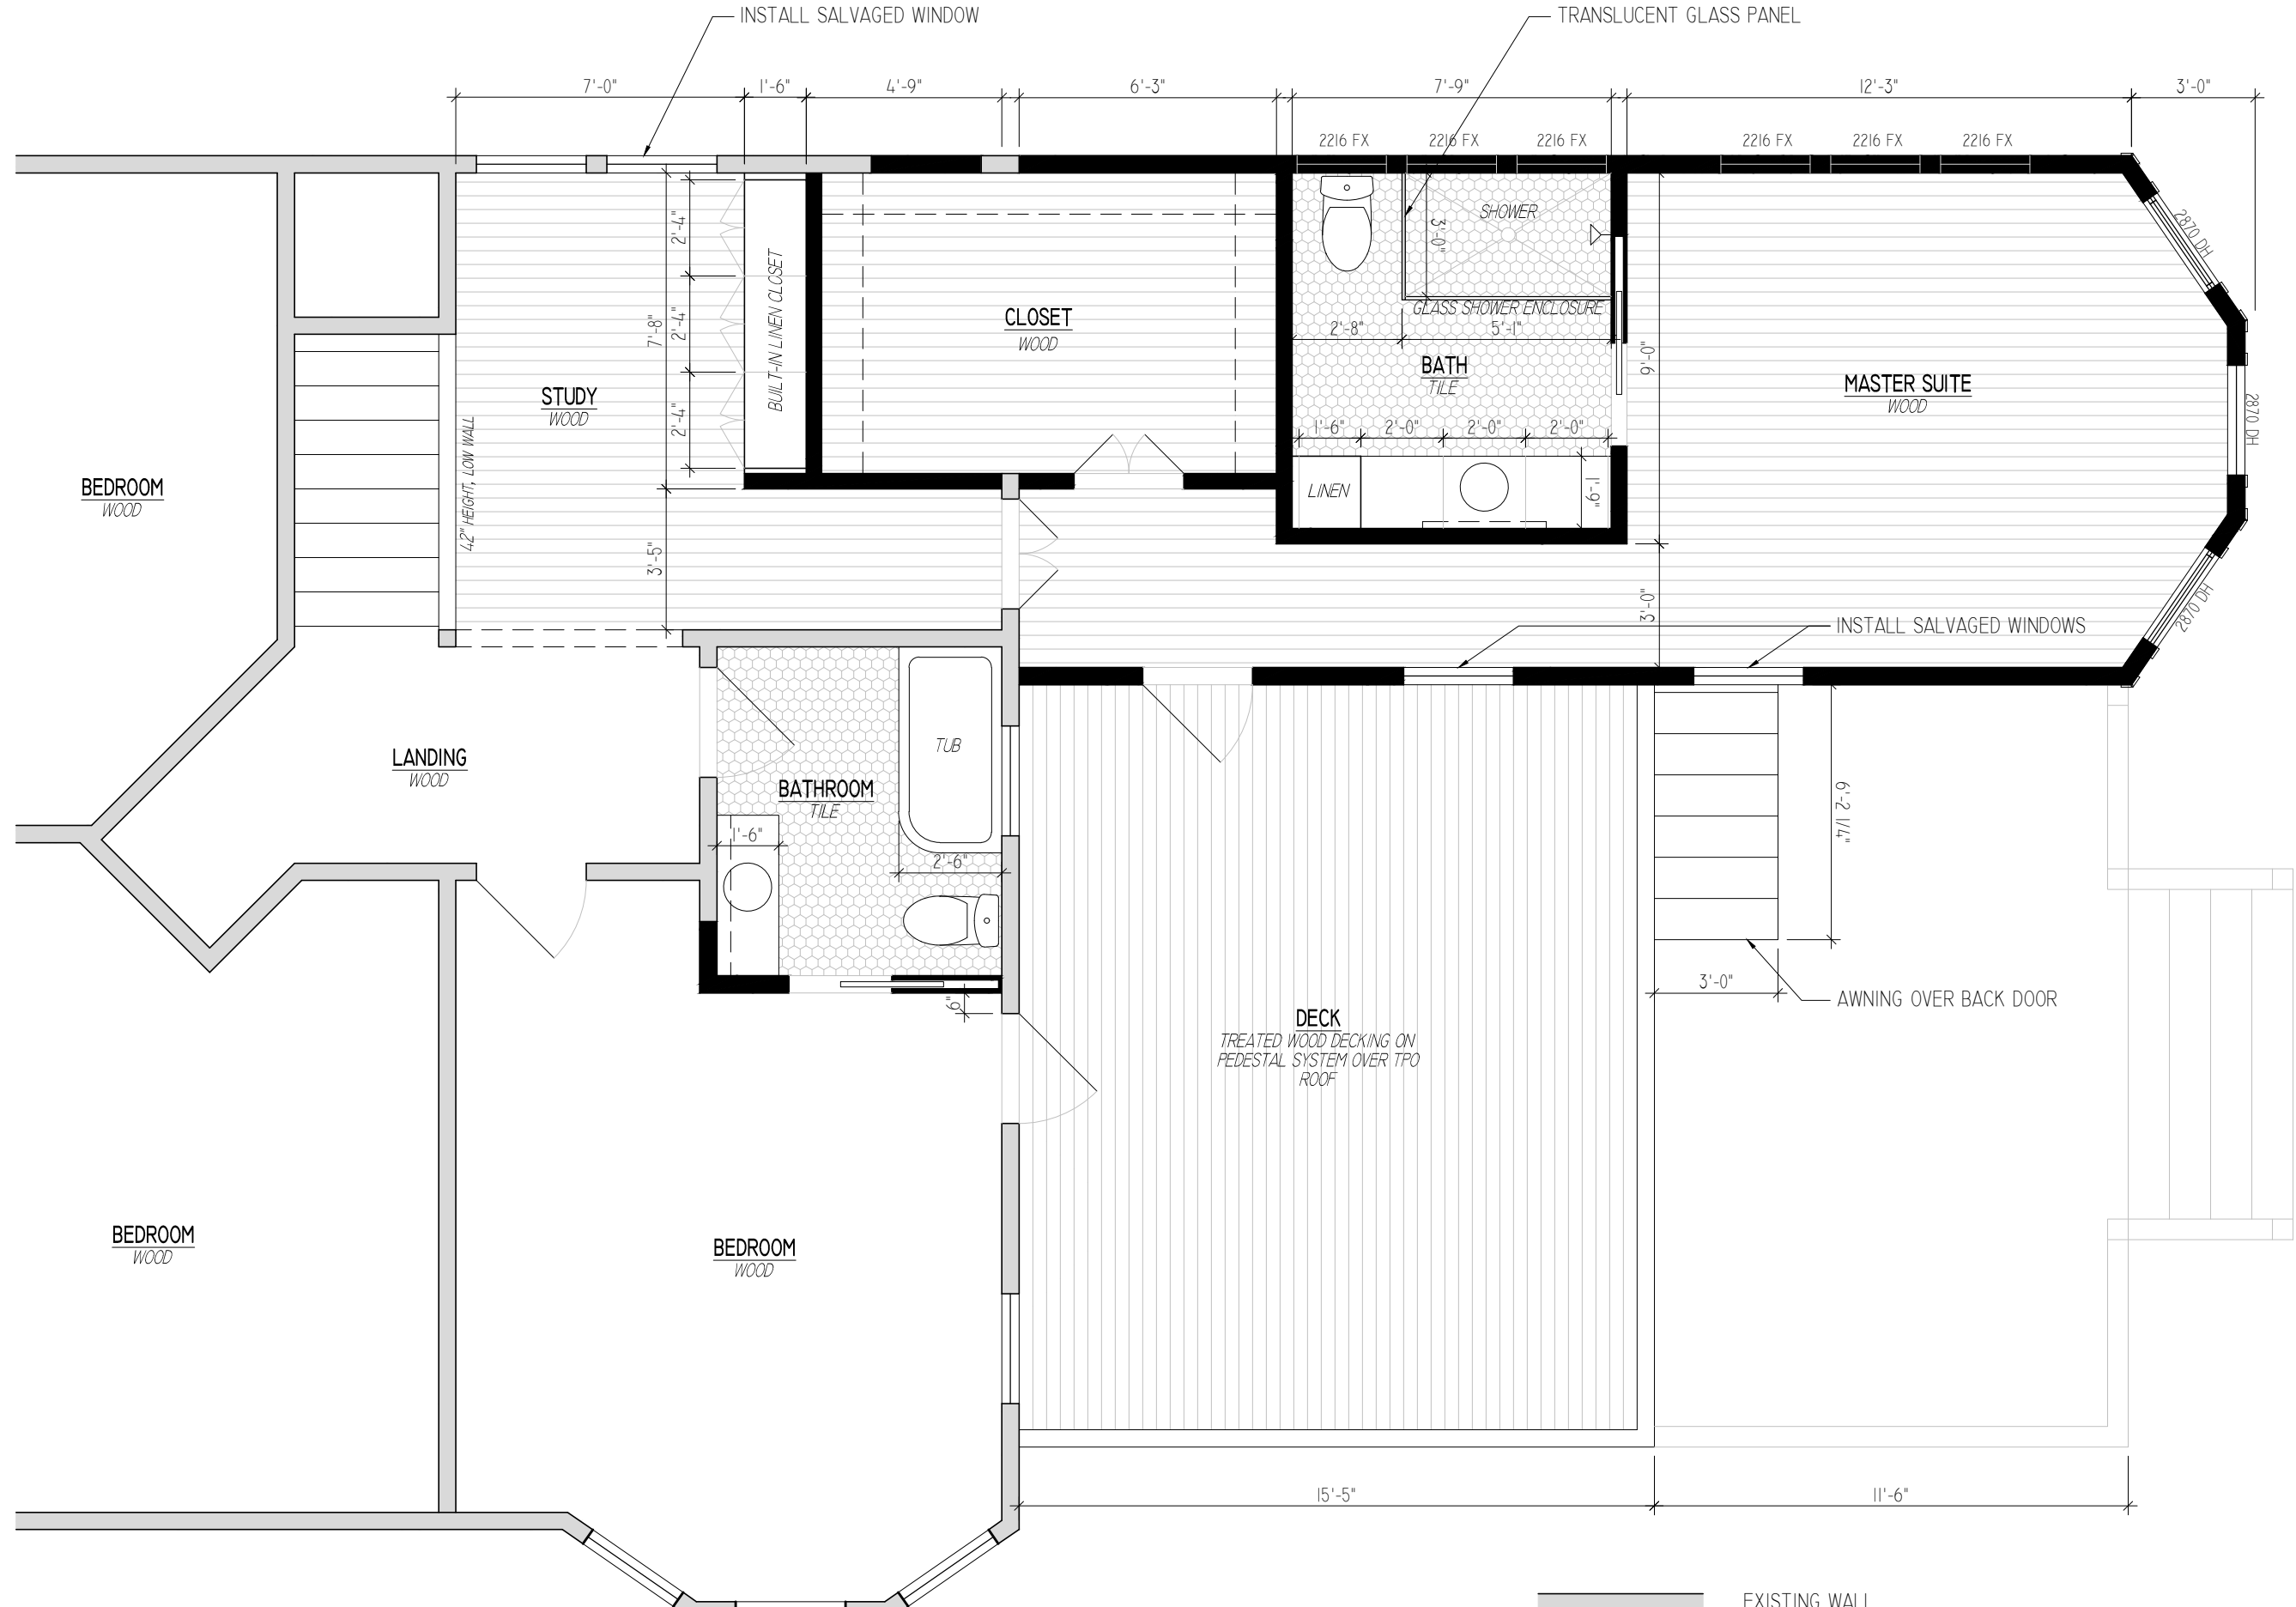 INSTALL SALVAGED WINDOW
TRANSLUCENT GLASS PANEL
7'-0"
1'-6"
4'-9"
6'-3"
7'-9"
12'-3"
3'-0"
2216 FX
2216 FX
2216 FX
2216 FX
2216 FX
2216 FX
2'-4"
2'-4"
2'-4"
7'-8"
3'-5"
BUILT-IN LINEN CLOSET
42" HEIGHT, LOW WALL
STUDY
WOOD
CLOSET
WOOD
SHOWER
3'-0"
GLASS SHOWER ENCLOSURE
2'-8"
5'-1"
BATH
TILE
1'-6"
2'-0"
2'-0"
2'-0"
LINEN
1'-9"
9'-0"
3'-0"
MASTER SUITE
WOOD
2870 DH
2870 DH
2870 DH
BEDROOM
WOOD
INSTALL SALVAGED WINDOWS
LANDING
WOOD
TUB
BATHROOM
TILE
1'-6"
2'-6"
6"
6'-2 1/4"
3'-0"
AWNING OVER BACK DOOR
DECK
TREATED WOOD DECKING ON
PEDESTAL SYSTEM OVER TPO
ROOF
BEDROOM
WOOD
BEDROOM
WOOD
15'-5"
11'-6"
EXISTING WALL